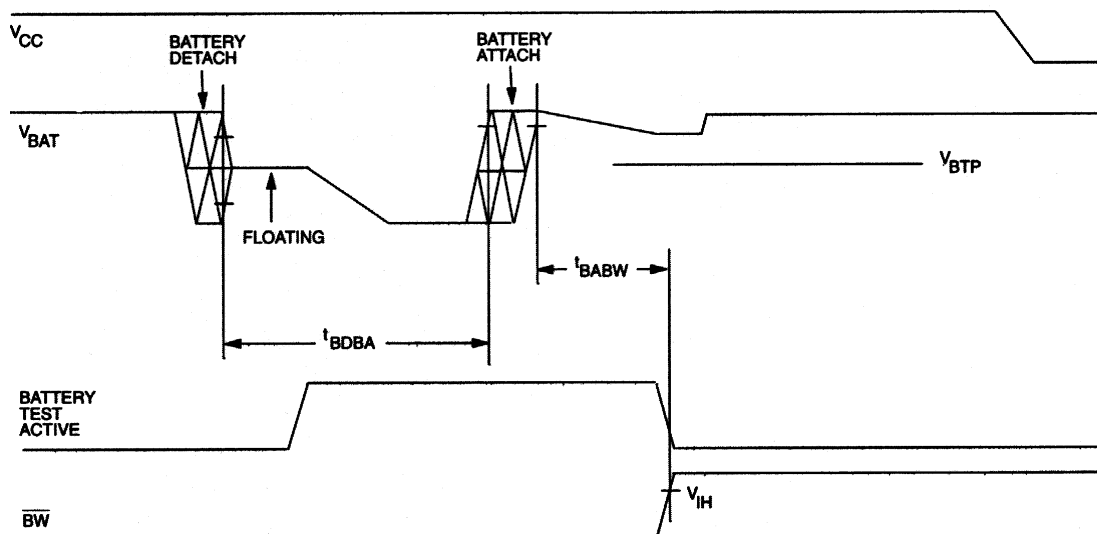 VCC
BATTERY
DETACH
BATTERY
ATTACH
VBAT
VBTP
FLOATING
tBABW
tBDBA
BATTERY
TEST
ACTIVE
VIH
BW